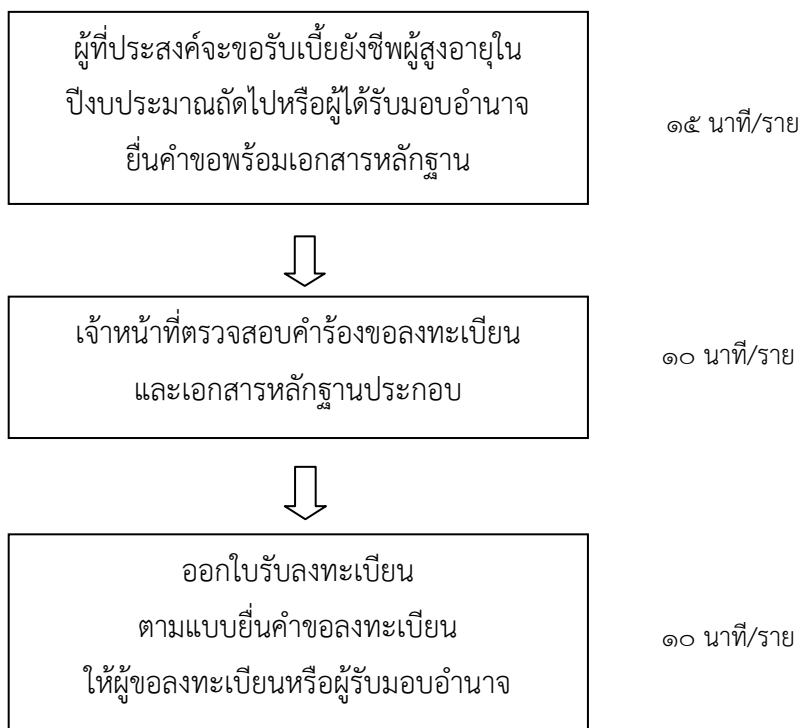 ผู้ที่ประสงค์จะขอรับเบี้ยยังชีพผู้สูงอายุใน
ปีงบประมาณถัดไปหรือผู้ได้รับมอบอำนาจ
ยื่นคำขอพร้อมเอกสารหลักฐาน
๑๕ นาที/ราย
เจ้าหน้าที่ตรวจสอบคำร้องขอลงทะเบียน
และเอกสารหลักฐานประกอบ
๑๐ นาที/ราย
ออกใบรับลงทะเบียน
ตามแบบยื่นคำขอลงทะเบียน
ให้ผู้ขอลงทะเบียนหรือผู้รับมอบอำนาจ
๑๐ นาที/ราย